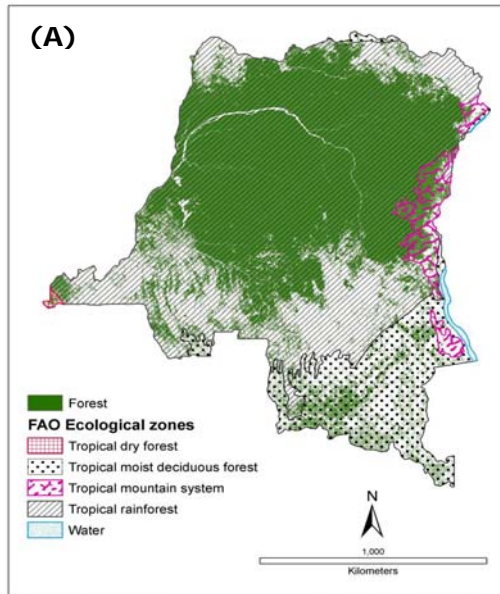 (A)
Forest
FAO Ecological zones
Tropical dry forest
Tropical moist deciduous forest
Tropical mountain system
Tropical rainforest
Water
N
1,000
Kilometers